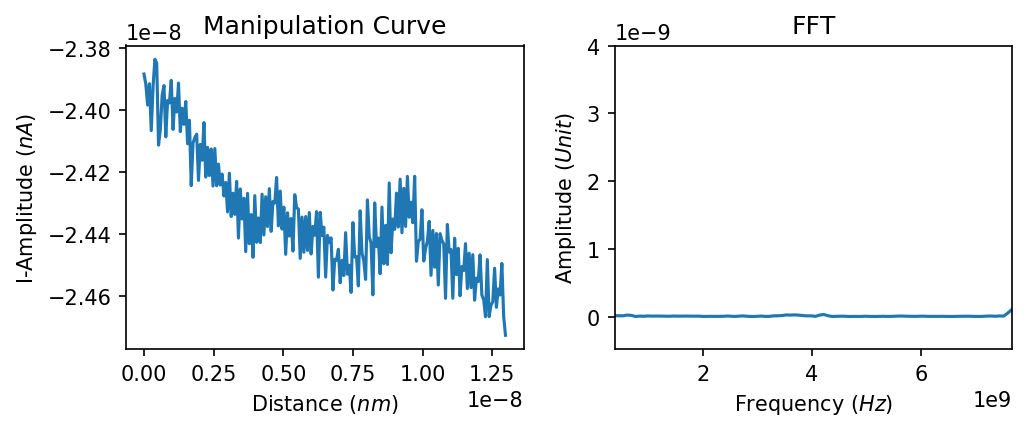 Manipulation Curve
1e−8
−2.38
−2.40
−2.42
−2.44
−2.46
I-Amplitude (nA)
0.00 0.25 0.50 0.75 1.00 1.25
1e−8
Distance (nm)
FFT
1e−9
4
3
2
1
0
Amplitude (Unit)
2 4 6
1e9
Frequency (Hz)